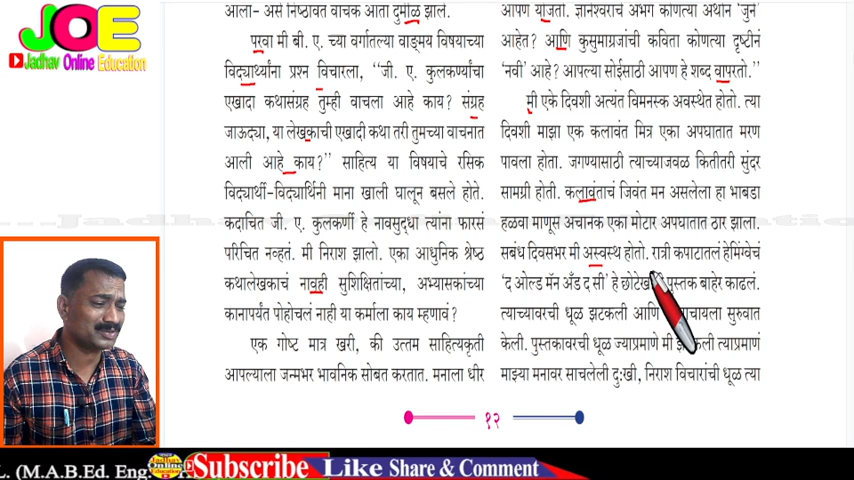 JOE
Jadhav Online Education
आला– असे निष्ठावंत वाचक आता दुर्मीळ झाले.
परवा मी बी. ए. च्या वर्गातल्या वाङ्मय विषयाच्या
विद्यार्थ्यांना प्रश्न विचारला, ‘‘जी. ए. कुलकर्ण्यांचा
एखादा कथासंग्रह तुम्ही वाचला आहे काय? संग्रह
जाऊद्या, या लेखकाची एखादी कथा तरी तुमच्या वाचनात
आली आहे काय?’’ साहित्य या विषयाचे रसिक
विद्यार्थी–विद्यार्थिनी माना खाली घालून बसले होते.
कदाचित जी. ए. कुलकर्णी हे नावसुद्धा त्यांना फारसं
परिचित नव्हतं. मी निराश झालो. एका आधुनिक श्रेष्ठ
कथालेखकाचं नावही सुशिक्षितांच्या, अभ्यासकांच्या
कानापर्यंत पोहोचलं नाही या कर्माला काय म्हणावं?
एक गोष्ट मात्र खरी, की उत्तम साहित्यकृती
आपल्याला जन्मभर भावनिक सोबत करतात. मनाला धीर
आपण योजतो. ज्ञानेश्वरांचे अभंग कोणत्या अर्थानं ‘जुने’
आहेत? आणि कुसुमाग्रजांची कविता कोणत्या दृष्टीनं
‘नवी’ आहे? आपल्या सोईसाठी आपण हे शब्द वापरतो.’’
मी एके दिवशी अत्यंत विमनस्क अवस्थेत होतो. त्या
दिवशी माझा एक कलावंत मित्र एका अपघातात मरण
पावला होता. जगण्यासाठी त्याच्याजवळ कितीतरी सुंदर
सामग्री होती. कलावंताचं जिवंत मन असलेला हा भाबडा
हळवा माणूस अचानक एका मोटार अपघातात ठार झाला.
सबंध दिवसभर मी अस्वस्थ होतो. रात्री कपाटातलं हेमिंग्वेचं
‘द ओल्ड मॅन अँड द सी’ हे पुस्तक बाहेर काढलं.
त्याच्यावरची धूळ झटकली आणि सुरुवात
केली. पुस्तकावरची धूळ ज्याप्रमाणे मी त्याप्रमाणं
माझ्या मनावर साचलेली दुःखी, निराश विचारांची धूळ त्या
१२
L. (M.A.B.Ed. Eng.
Jadhav Online Education
Subscribe Like Share & Comment